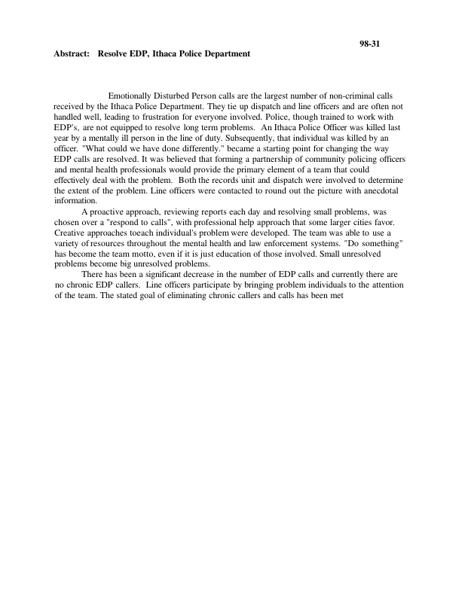 98-31
Abstract: Resolve EDP, Ithaca Police Department
Emotionally Disturbed Person calls are the largest number of non-criminal calls
received by the Ithaca Police Department. They tie up dispatch and line officers and are often not
handled well, leading to frustration for everyone involved. Police, though trained to work with
EDP's, are not equipped to resolve long term problems. An Ithaca Police Officer was killed last
year by a mentally ill person in the line of duty. Subsequently, that individual was killed by an
officer. "What could we have done differently." became a starting point for changing the way
EDP calls are resolved. It was believed that forming a partnership of community policing officers
and mental health professionals would provide the primary element of a team that could
effectively deal with the problem. Both the records unit and dispatch were involved to determine
the extent of the problem. Line officers were contacted to round out the picture with anecdotal
information.
A proactive approach, reviewing reports each day and resolving small problems, was
chosen over a "respond to calls", with professional help approach that some larger cities favor.
Creative approaches toeach individual's problem were developed. The team was able to use a
variety of resources throughout the mental health and law enforcement systems. "Do something"
has become the team motto, even if it is just education of those involved. Small unresolved
problems become big unresolved problems.
There has been a significant decrease in the number of EDP calls and currently there are
no chronic EDP callers. Line officers participate by bringing problem individuals to the attention
of the team. The stated goal of eliminating chronic callers and calls has been met